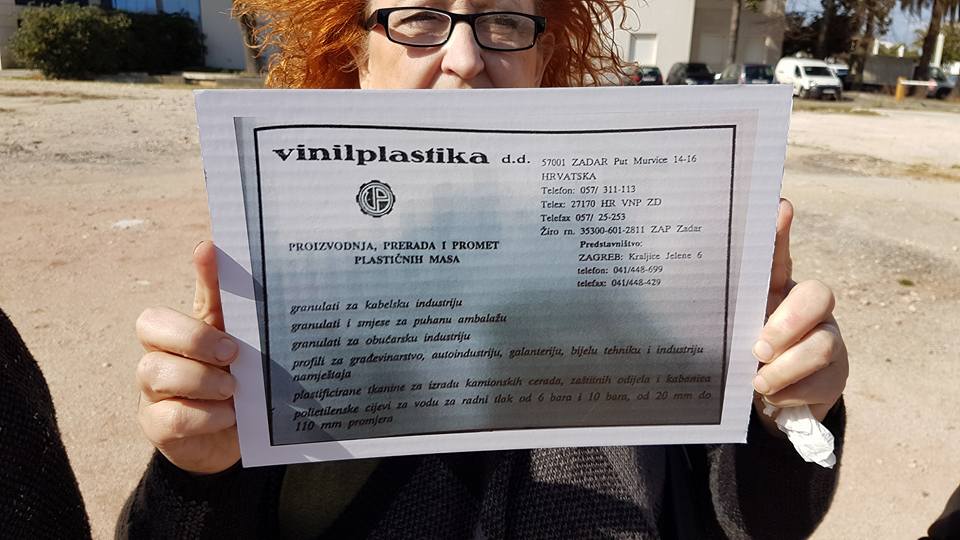 vinilplastika d.d.
VP
PROIZVODNJA, PRERADA I PROMET
PLASTIČNIH MASA
57001 ZADAR Put Murvice 14-16
HRVATSKA
Telefon: 057/ 311-113
Telex: 27170 HR VNP ZD
Telefax 057/ 25-253
Žiro rn. 35300-601-2811 ZAP Zadar
Predstavništvo:
ZAGREB: Kraljice Jelene 6
telefon: 041/448-699
telefax: 041/448-429
granulati za kabelsku industriju
granulati i smjese za puhanu ambalažu
granulati za obućarsku industriju
profili za građevinarstvo, autoindustriju, galanteriju, bijelu tehniku i industriju
namještaja
plastificirane tkanine za izradu kamionskih cerada, zaštitnih odijela i kabanica
polietilenske cijevi za vodu za radni tlak od 6 bara i 10 bara, od 20 mm do
110 mm promjera